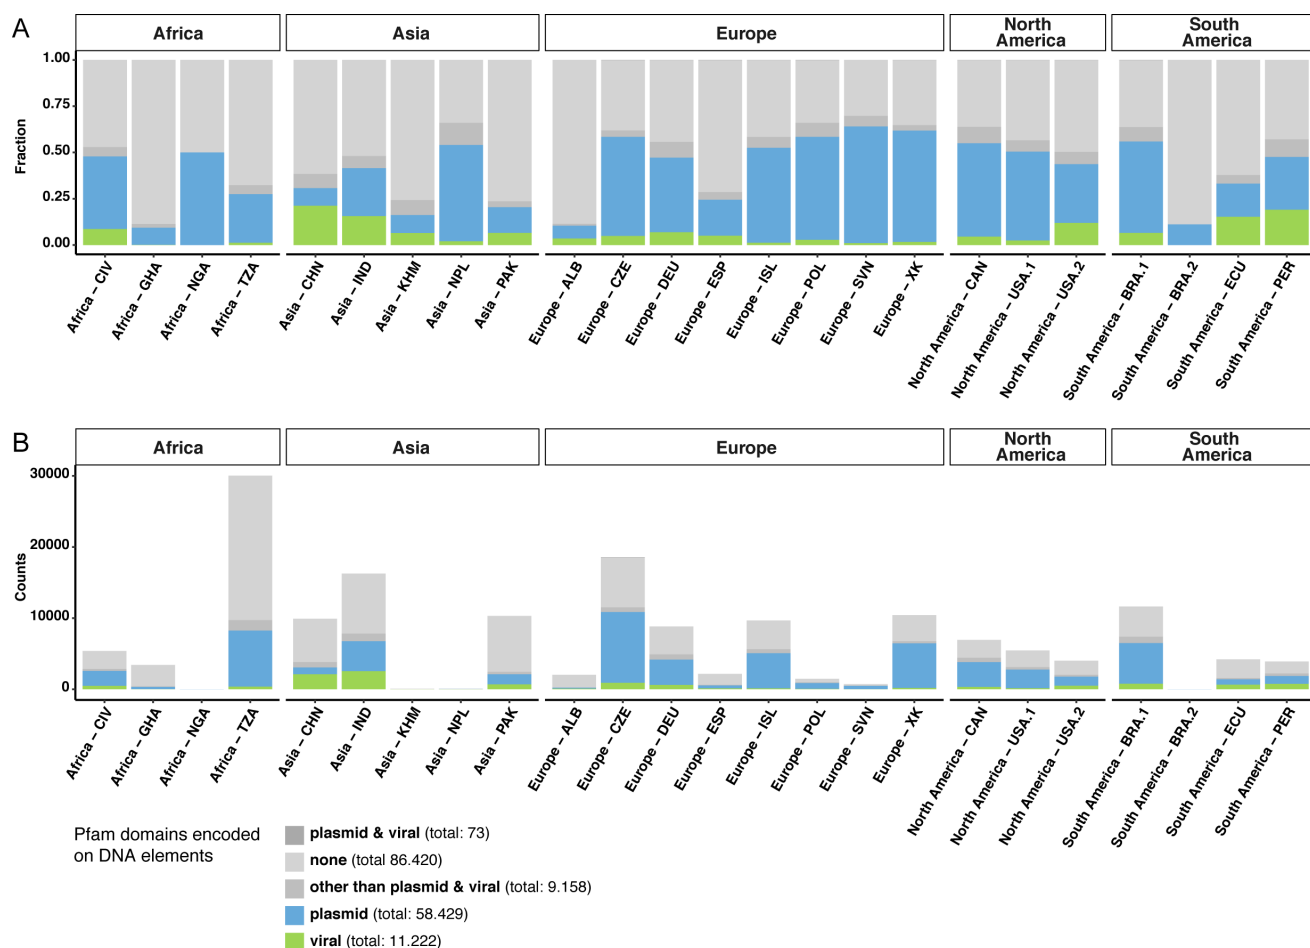 A
Africa
Asia
Europe
North
America
South
America
1.00
0.75
0.50
0.25
0.00
Fraction
Africa – CIV
Africa – GHA
Africa – NGA
Africa – TZA
Asia – CHN
Asia – IND
Asia – KHM
Asia – NPL
Asia – PAK
Europe – ALB
Europe – CZE
Europe – DEU
Europe – ESP
Europe – ISL
Europe – POL
Europe – SVN
Europe – XK
North America – CAN
North America – USA.1
North America – USA.2
South America – BRA.1
South America – BRA.2
South America – ECU
South America – PER
B
Africa
Asia
Europe
North
America
South
America
30000
20000
10000
0
Counts
Africa – CIV
Africa – GHA
Africa – NGA
Africa – TZA
Asia – CHN
Asia – IND
Asia – KHM
Asia – NPL
Asia – PAK
Europe – ALB
Europe – CZE
Europe – DEU
Europe – ESP
Europe – ISL
Europe – POL
Europe – SVN
Europe – XK
North America – CAN
North America – USA.1
North America – USA.2
South America – BRA.1
South America – BRA.2
South America – ECU
South America – PER
Pfam domains encoded
on DNA elements
plasmid & viral (total: 73)
none (total 86.420)
other than plasmid & viral (total: 9.158)
plasmid (total: 58.429)
viral (total: 11.222)